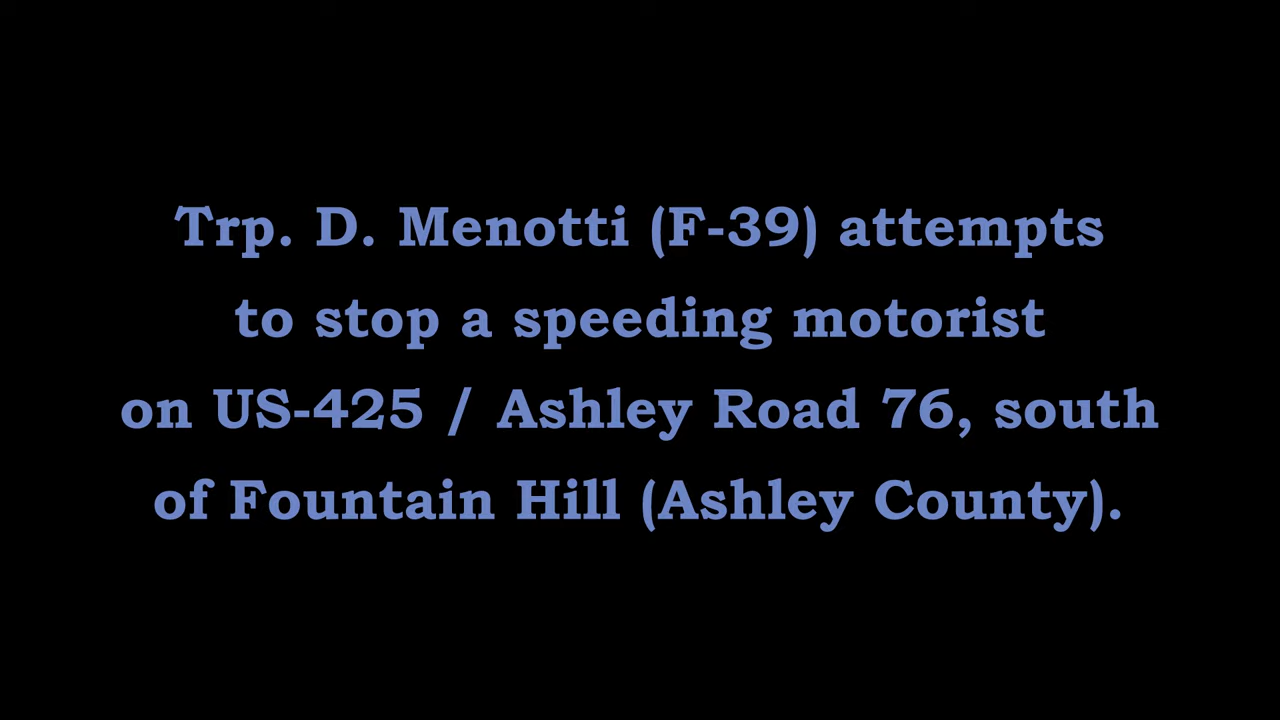 Trp. D. Menotti (F-39) attempts
to stop a speeding motorist
on US-425 / Ashley Road 76, south
of Fountain Hill (Ashley County).